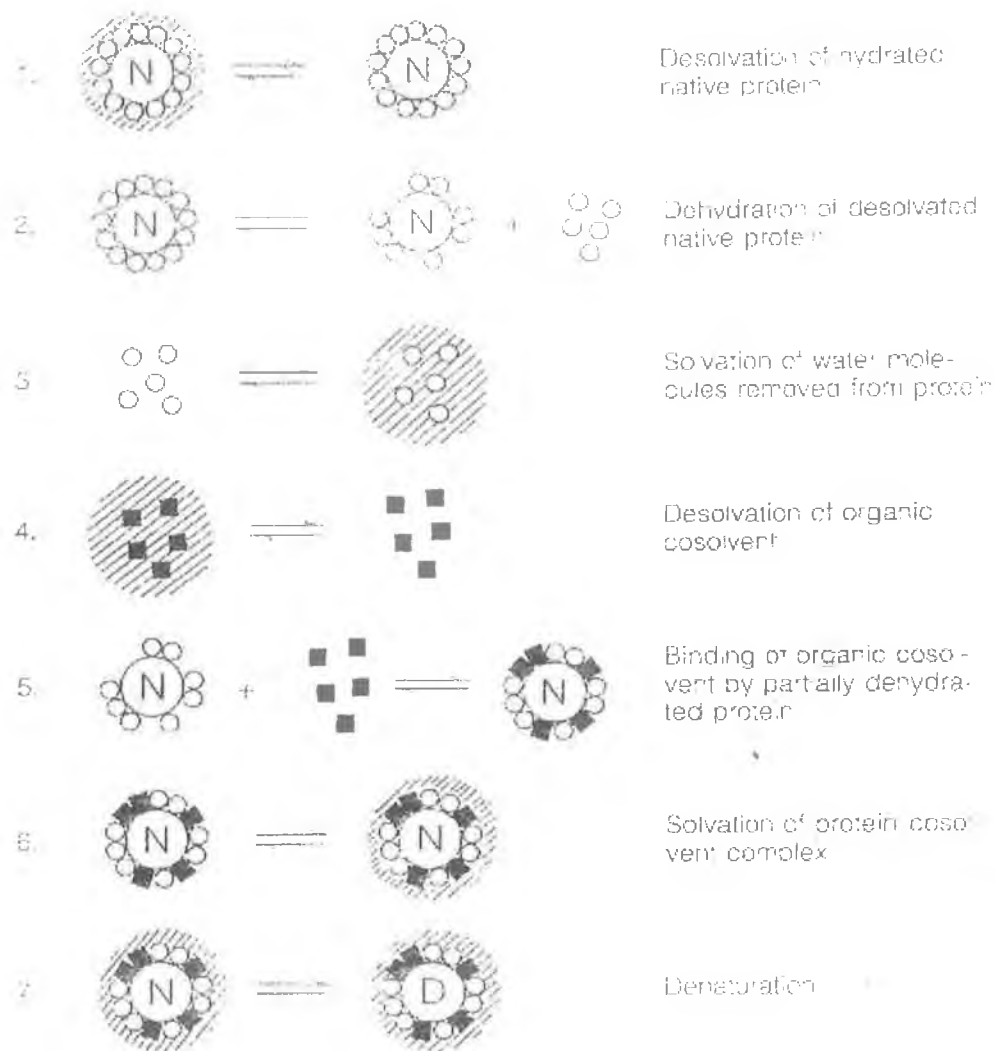 1.
N
N
Desolvation of hydrated
native protein
2.
N
N
+
Dehydration of desolvated
native protein
3.
Solvation of water mole-
cules removed from protein
4.
Desolvation of organic
cosolvent
5.
N
+
N
Binding of organic coso-
vent by partially dehydra-
ted protein
6.
N
N
Solvation of protein coso
vent complex
7
N
D
Denaturation